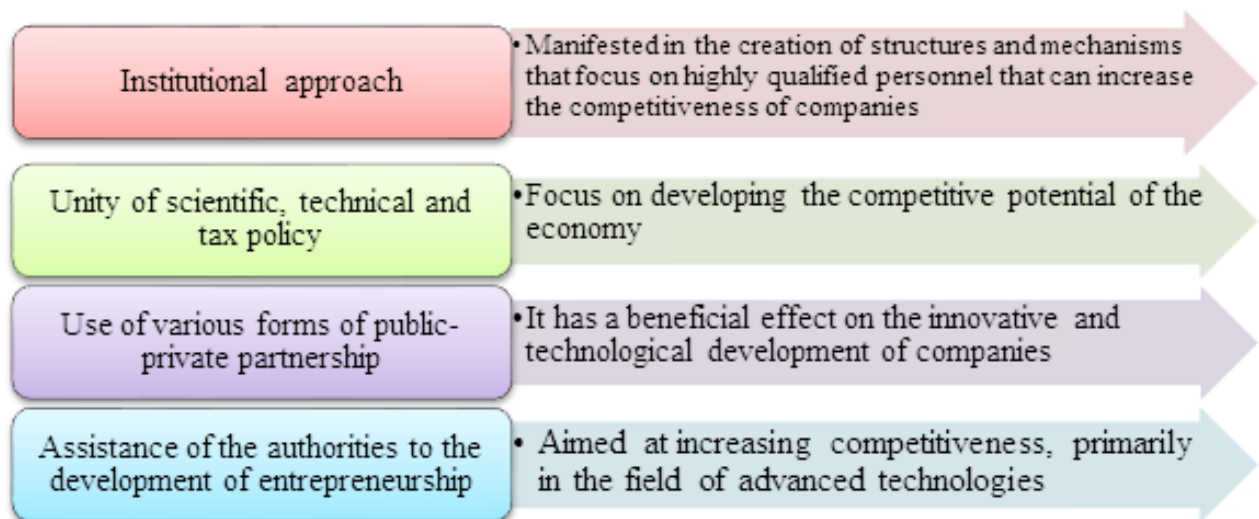 Institutional approach
•Manifested in the creation of structures and mechanisms
that focus on highly qualified personnel that can increase
the competitiveness of companies
Unity of scientific, technical and
tax policy
•Focus on developing the competitive potential of the
economy
Use of various forms of public-
private partnership
•It has a beneficial effect on the innovative and
technological development of companies
Assistance of the authorities to the
development of entrepreneurship
• Aimed at increasing competitiveness, primarily
in the field of advanced technologies